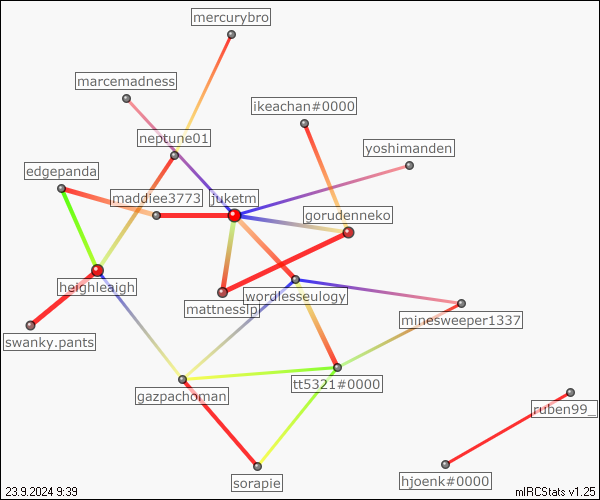 mercurybro
marcemadness
ikeachan#0000
neptune01
yoshimanden
edgepanda
maddiee3773
juketm
gorudenneko
heighleaigh
wordlesseulogy
mattnesslp
minesweeper1337
swanky.pants
tt5321#0000
gazpachoman
ruben99_
sorapie
hjoenk#0000
23.9.2024 9:39
mIRCStats v1.25